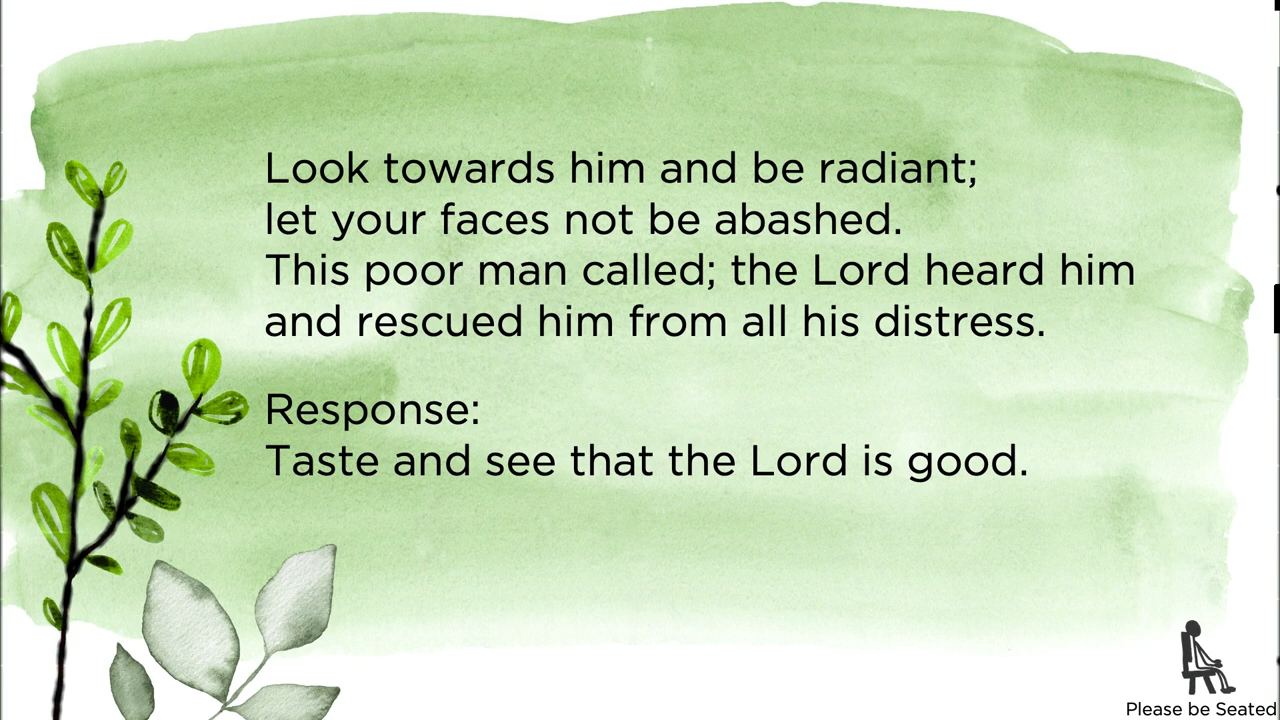 Look towards him and be radiant;
let your faces not be abashed.
This poor man called; the Lord heard him
and rescued him from all his distress.
Response:
Taste and see that the Lord is good.
Please be Seated